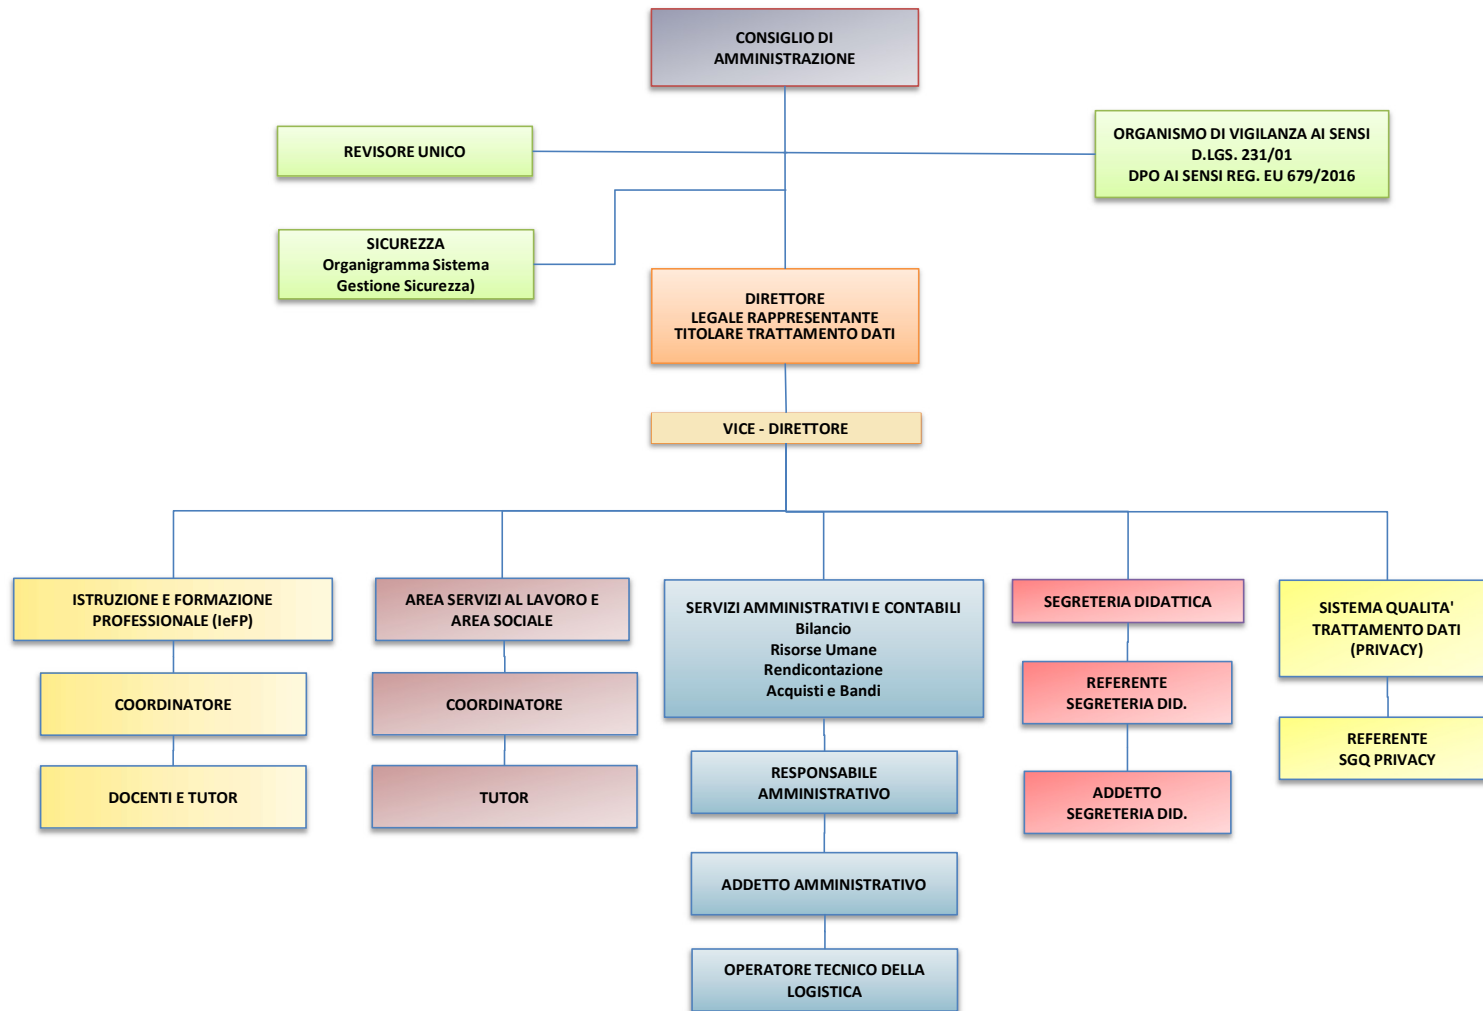 CONSIGLIO DI
AMMINISTRAZIONE
REVISORE UNICO
ORGANISMO DI VIGILANZA AI SENSI
D.LGS. 231/01
DPO AI SENSI REG. EU 679/2016
SICUREZZA
Organigramma Sistema
Gestione Sicurezza)
DIRETTORE
LEGALE RAPPRESENTANTE
TITOLARE TRATTAMENTO DATI
VICE - DIRETTORE
ISTRUZIONE E FORMAZIONE
PROFESSIONALE (IeFP)
COORDINATORE
DOCENTI E TUTOR
AREA SERVIZI AL LAVORO E
AREA SOCIALE
COORDINATORE
TUTOR
SERVIZI AMMINISTRATIVI E CONTABILI
Bilancio
Risorse Umane
Rendicontazione
Acquisti e Bandi
RESPONSABILE
AMMINISTRATIVO
ADDETTO AMMINISTRATIVO
OPERATORE TECNICO DELLA
LOGISTICA
SEGRETERIA DIDATTICA
REFERENTE
SEGRETERIA DID.
ADDETTO
SEGRETERIA DID.
SISTEMA QUALITA'
TRATTAMENTO DATI
(PRIVACY)
REFERENTE
SGQ PRIVACY